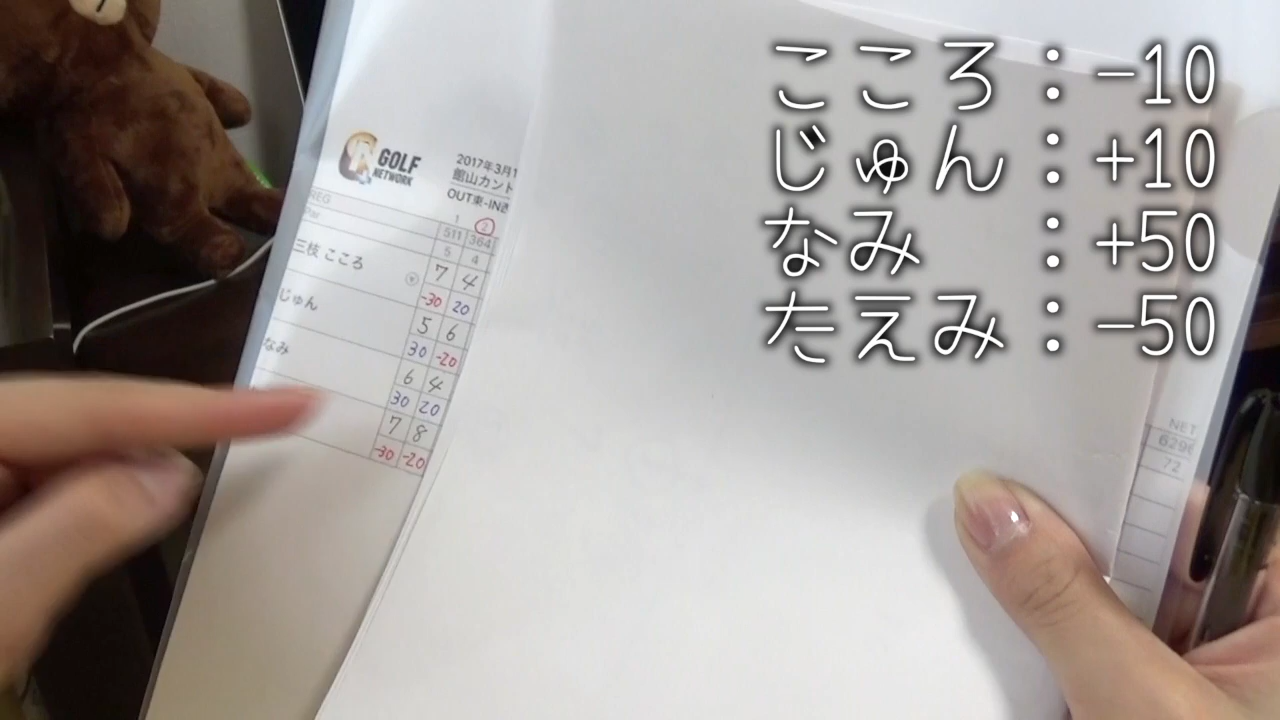 こころ：-10
じゅん：+10
なみ：+50
たえみ：-50
GOLF
NETWORK
2017年3月1
館山カント
OUT東-IN
REG
1 2
511 364
Par
5 4
三枝 こころ
7 4
-30 20
じゅん
5 6
30 -20
なみ
6 4
30 20
7 8
-30 -20
NET
6296
72